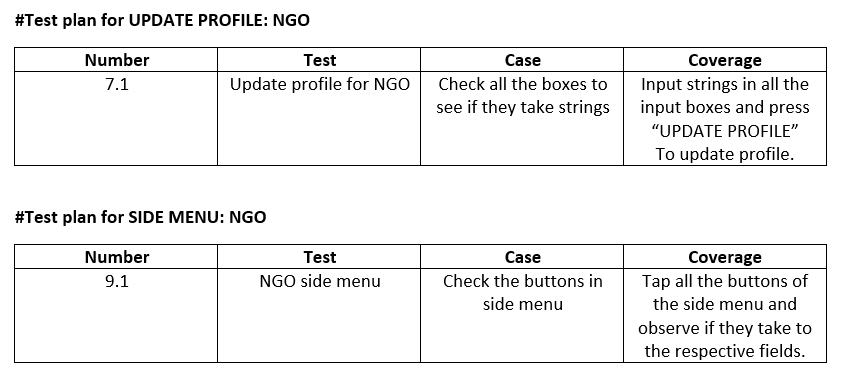 #Test plan for UPDATE PROFILE: NGO
Number Test Case Coverage
7.1 Update profile for NGO Check all the boxes to Input strings in all the
see if they take strings input boxes and press
“UPDATE PROFILE”
To update profile.
#Test plan for SIDE MENU: NGO
Number Test Case Coverage
9.1 NGO side menu Check the buttons in Tap all the buttons of
side menu the side menu and
observe if they take to
the respective fields.